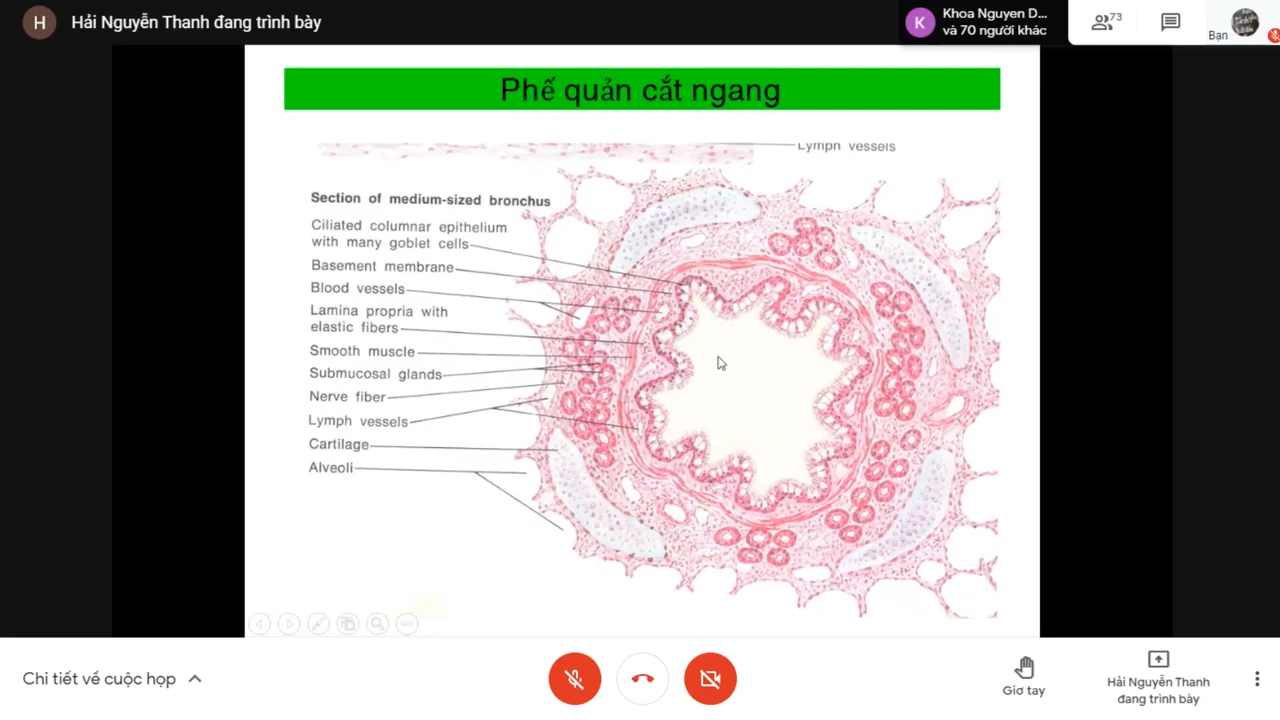 H
Hải Nguyễn Thanh đang trình bày
K
Khoa Nguyen D...
và 70 người khác
73
Bạn
Phế quản cắt ngang
Lymph vessels
Section of medium-sized bronchus
Ciliated columnar epithelium
with many goblet cells
Basement membrane
Blood vessels
Lamina propria with
elastic fibers
Smooth muscle
Submucosal glands
Nerve fiber
Lymph vessels
Cartilage
Alveoli
Chi tiết về cuộc họp
Giơ tay
Hải Nguyễn Thanh
đang trình bày